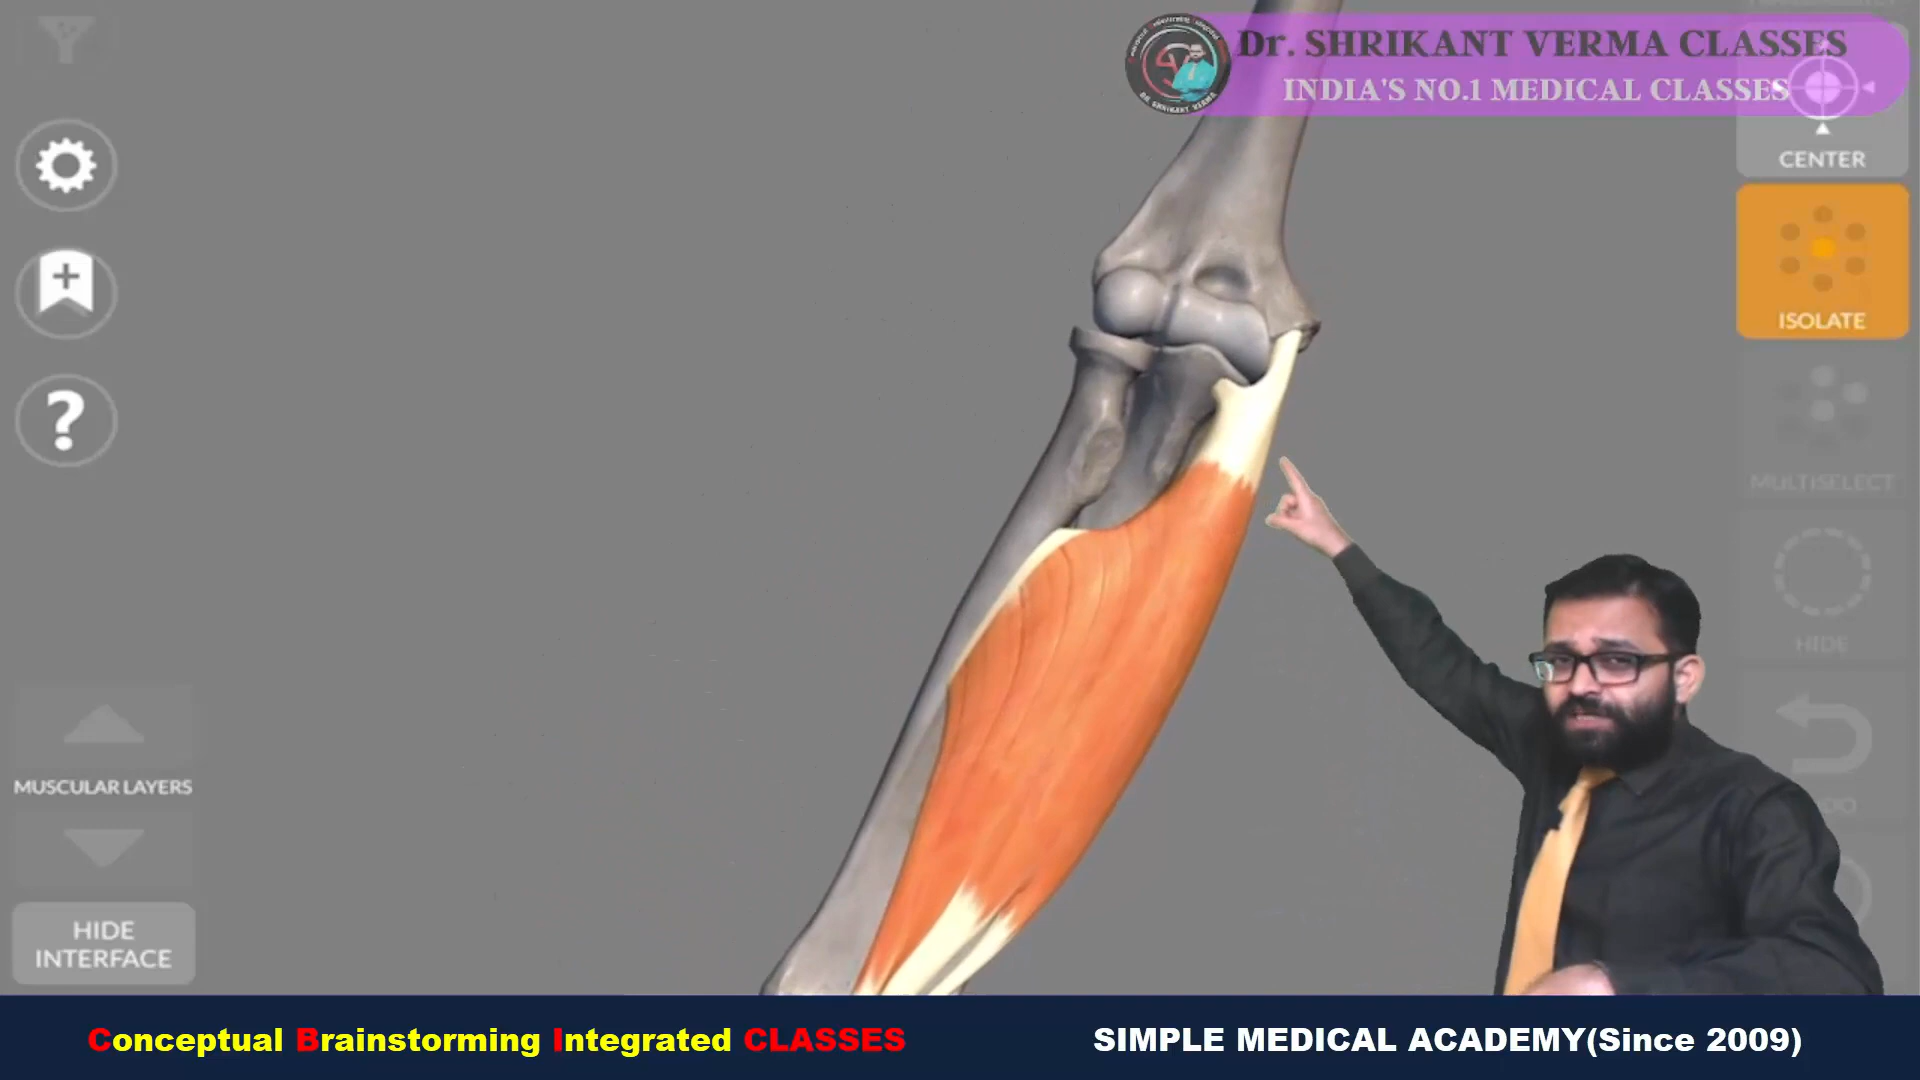 Dr. SHRIKANT VERMA CLASSES
INDIA'S NO.1 MEDICAL CLASSES
CENTER
ISOLATE
MULTISELECT
HIDE
MUSCULAR LAYERS
HIDE
INTERFACE
Conceptual Brainstorming Integrated CLASSES
SIMPLE MEDICAL ACADEMY(Since 2009)